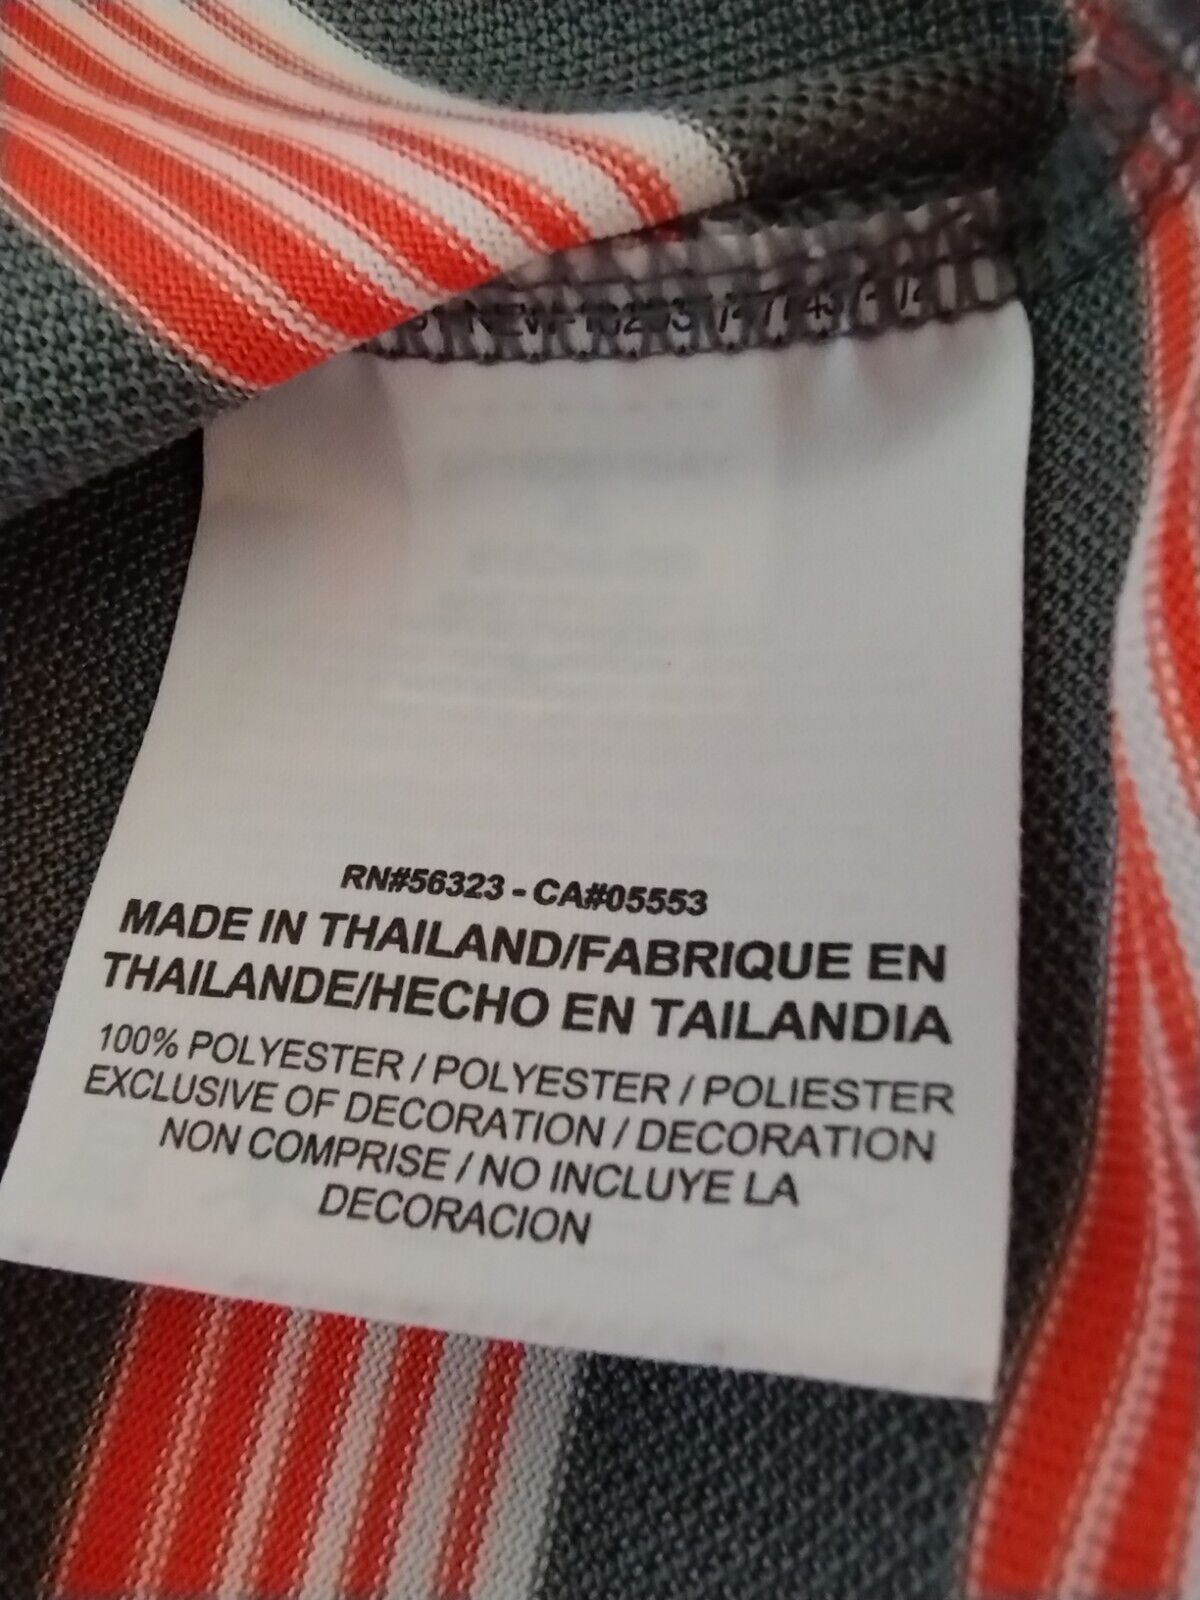 RN#56323 - CA#05553
MADE IN THAILAND/FABRIQUE EN
THAILANDE/HECHO EN TAILANDIA
100% POLYESTER / POLYESTER / POLIESTER
EXCLUSIVE OF DECORATION / DECORATION
NON COMPRISE / NO INCLUYE LA
DECORACION